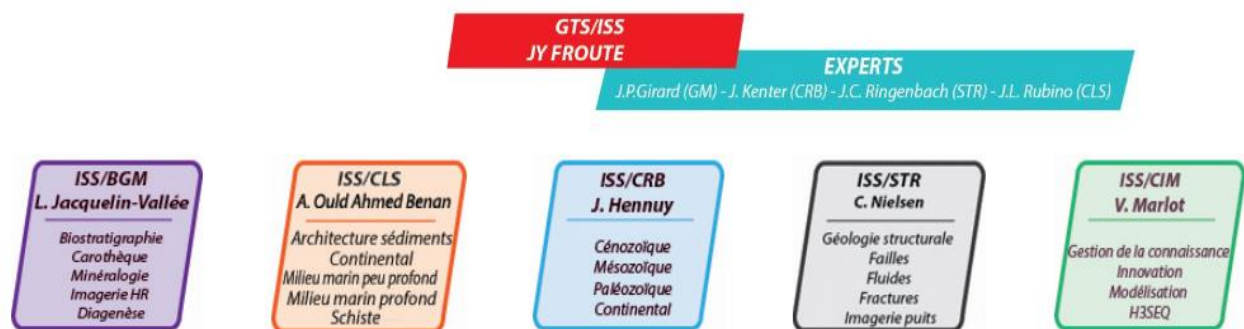 GTS/ISS
JY FROUTE
EXPERTS
J.P.Girard (GM) - J. Kenter (CRB) - J.C. Ringenbach (STR) - J.L. Rubino (CLS)
ISS/BGM
L. Jacquelin-Vallée
Biostratigraphie
Carothèque
Minéralogie
Imagerie HR
Diagenèse
ISS/CLS
A. Ould Ahmed Benan
Architecture sédiments
Continental
Milieu marin peu profond
Milieu marin profond
Schiste
ISS/CRB
J. Hennuy
Cénozoïque
Mésozoïque
Paléozoïque
Continental
ISS/STR
C. Nielsen
Géologie structurale
Failles
Fluides
Fractures
Imagerie puits
ISS/CIM
V. Marlot
Gestion de la connaissance
Innovation
Modélisation
H3SEQ